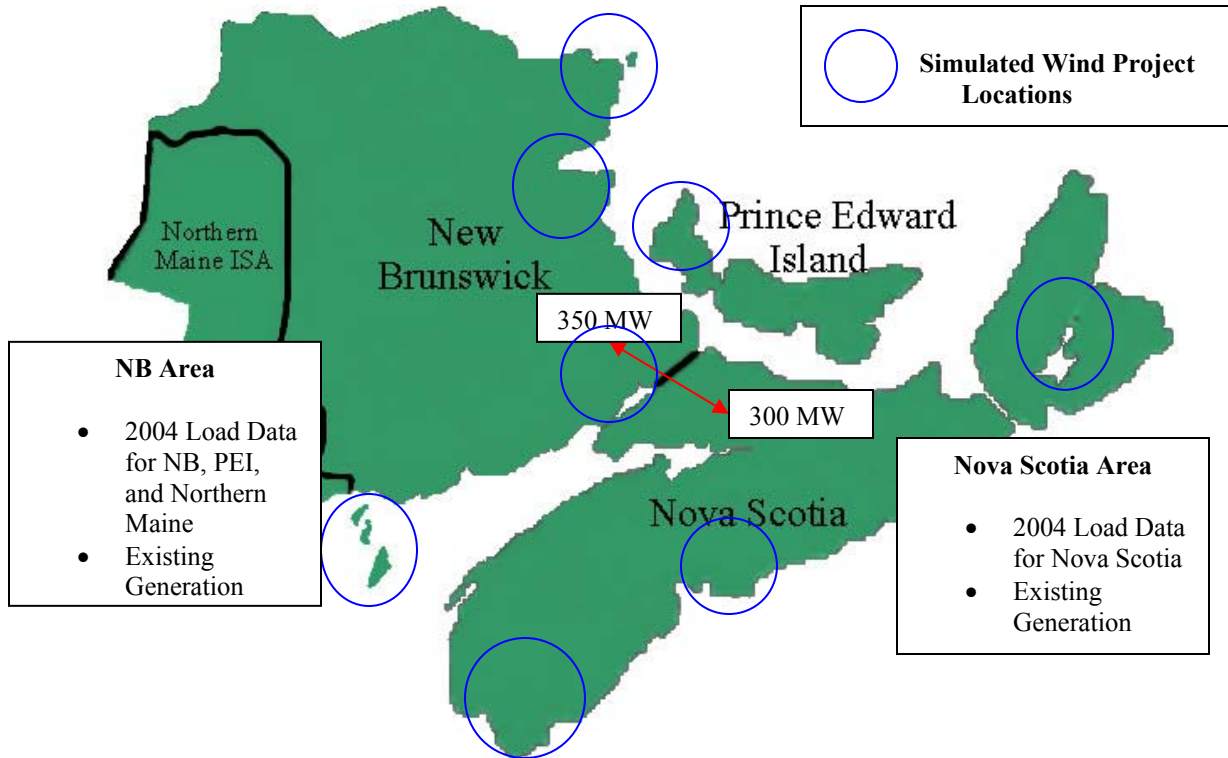 Simulated Wind Project
Locations
Northern
Maine ISA
New
Brunswick
Prince Edward
Island
350 MW
300 MW
NB Area
• 2004 Load Data
for NB, PEI,
and Northern
Maine
• Existing
Generation
Nova Scotia
Nova Scotia Area
• 2004 Load Data
for Nova Scotia
• Existing
Generation